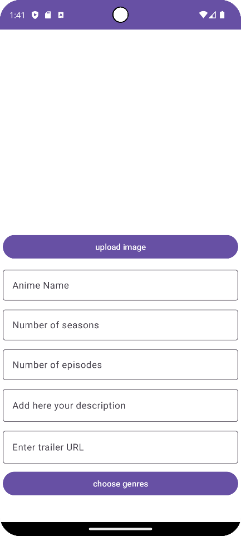 1:41
upload image
Anime Name
Number of seasons
Number of episodes
Add here your description
Enter trailer URL
choose genres